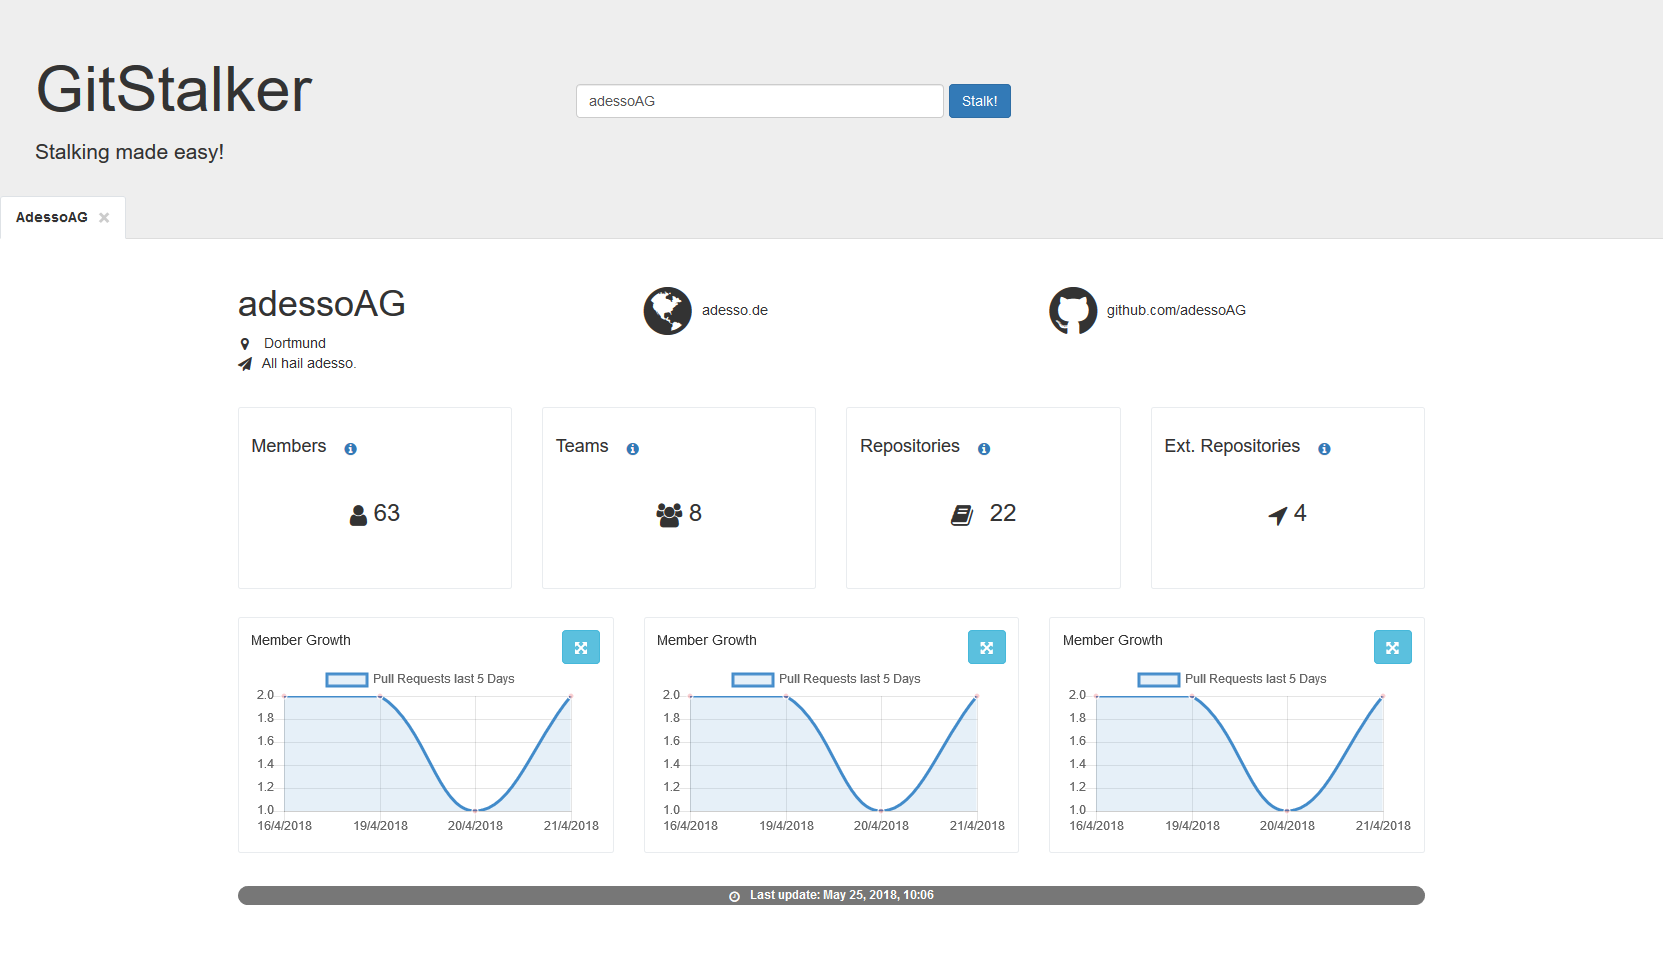 GitStalker
Stalking made easy!
adessoAG
Stalk!
AdessoAG
adessoAG
Dortmund
All hail adesso.
adesso.de
github.com/adessoAG
Members
63
Teams
8
Repositories
22
Ext. Repositories
4
Member Growth
Pull Requests last 5 Days
2.0
1.8
1.6
1.4
1.2
1.0
16/4/2018 19/4/2018 20/4/2018 21/4/2018
Member Growth
Pull Requests last 5 Days
2.0
1.8
1.6
1.4
1.2
1.0
16/4/2018 19/4/2018 20/4/2018 21/4/2018
Member Growth
Pull Requests last 5 Days
2.0
1.8
1.6
1.4
1.2
1.0
16/4/2018 19/4/2018 20/4/2018 21/4/2018
Last update: May 25, 2018, 10:06